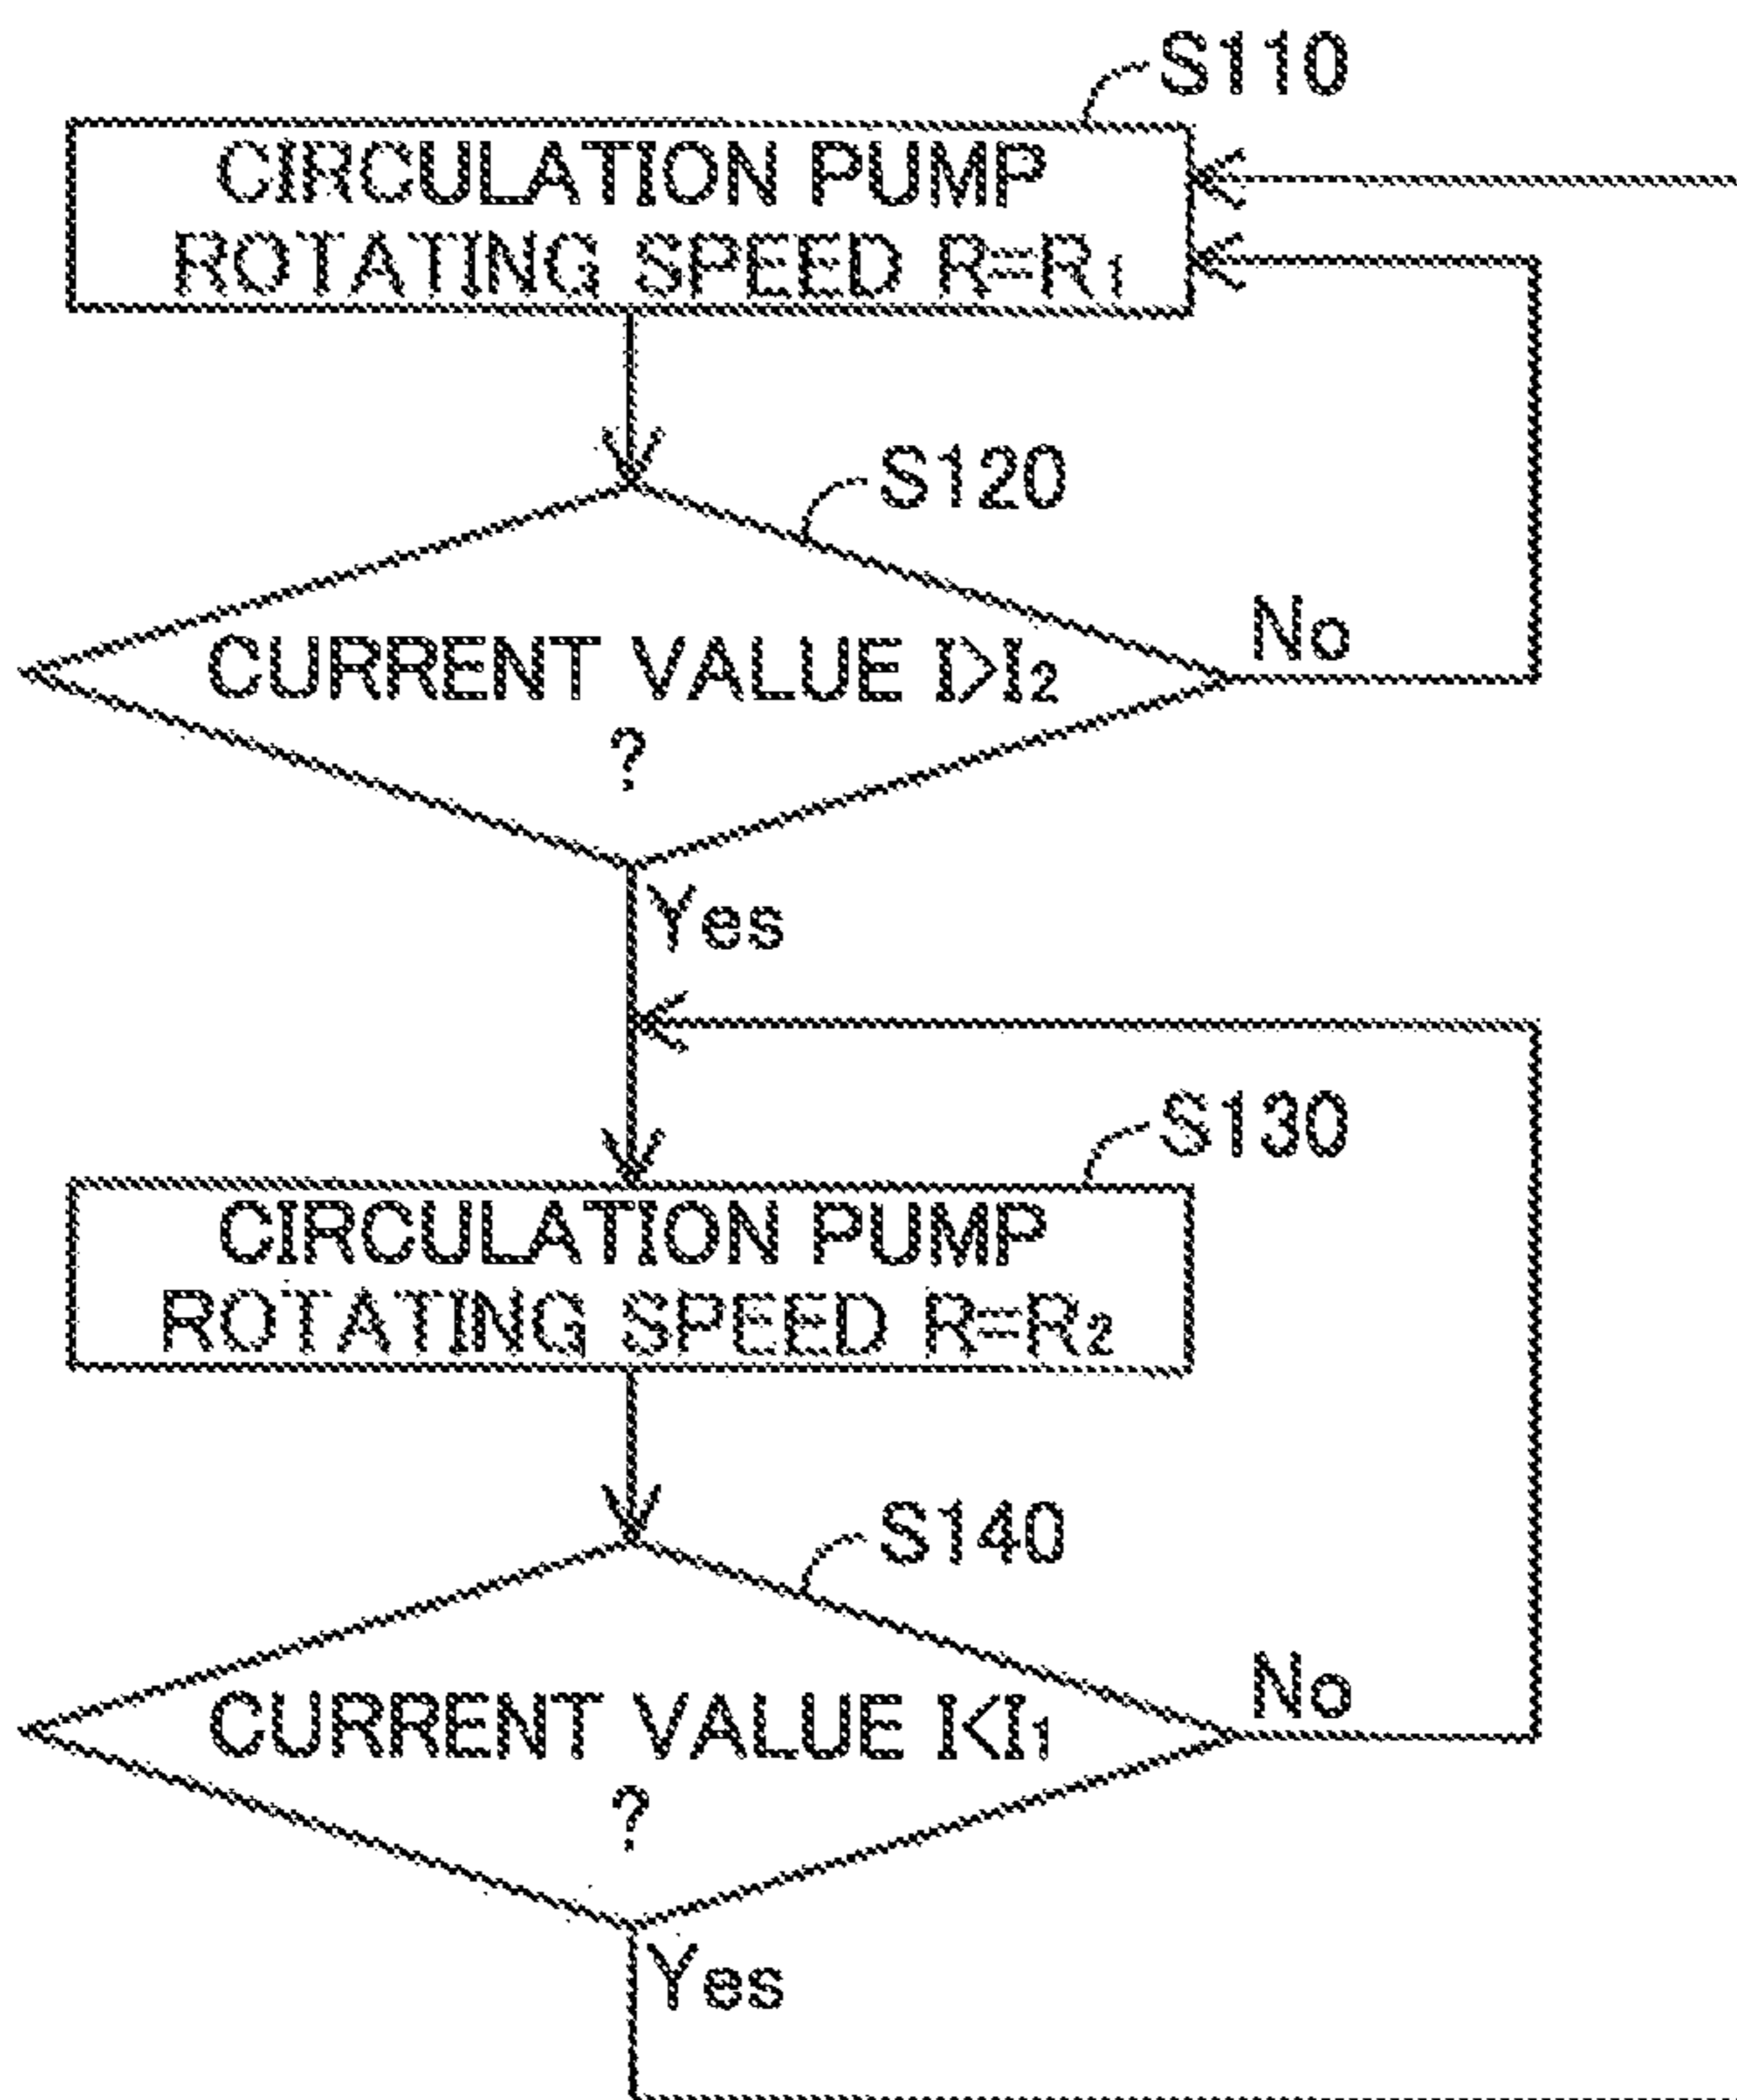 S110
CIRCULATION PUMP
ROTATING SPEED R=R₁
S120
CURRENT VALUE I>I₂
?
No
Yes
S130
CIRCULATION PUMP
ROTATING SPEED R=R₂
S140
CURRENT VALUE I<I₁
?
No
Yes